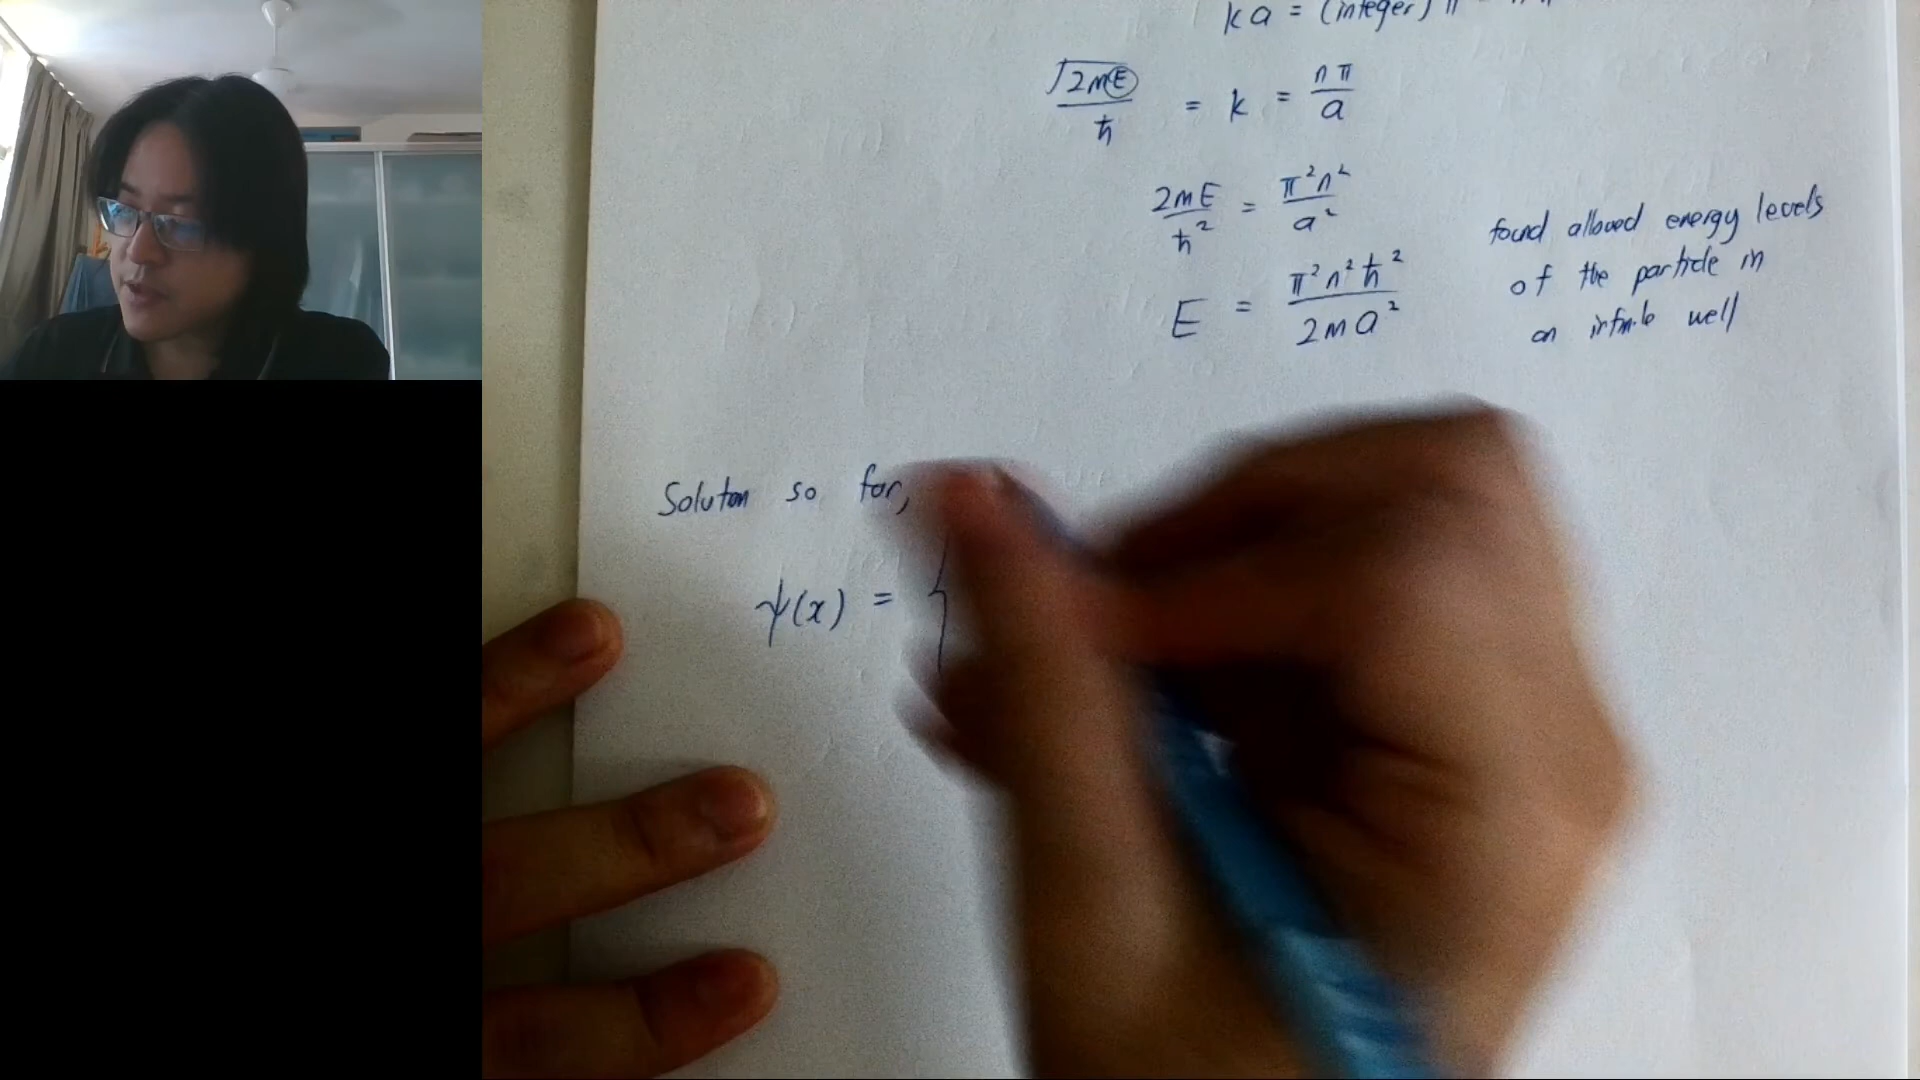 ka = (integer) π
√2mE / ħ = k = nπ / a
2mE / ħ² = π²n² / a²
E = π²n²ħ² / 2ma²
found allowed energy levels
of the particle in
an infinite well
Soluton so far,
ψ(x) = {